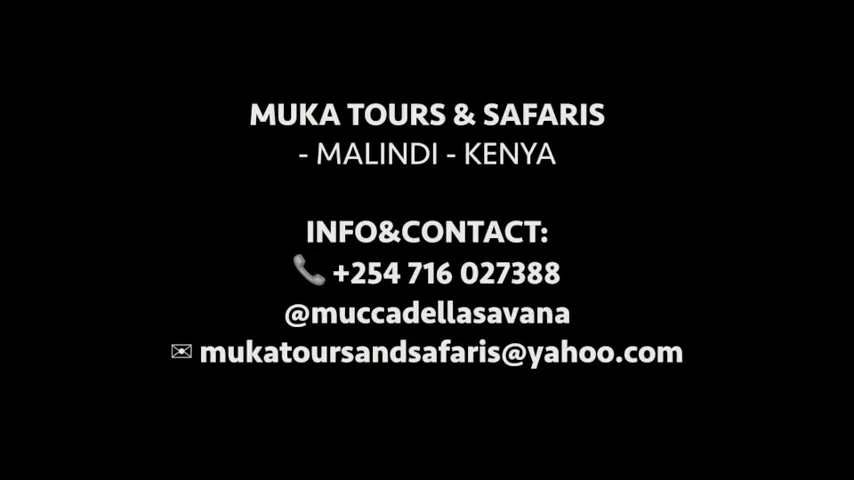 MUKA TOURS & SAFARIS
- MALINDI - KENYA
INFO&CONTACT:
📞 +254 716 027388
@muccadellasavana
✉ mukatoursandsafaris@yahoo.com